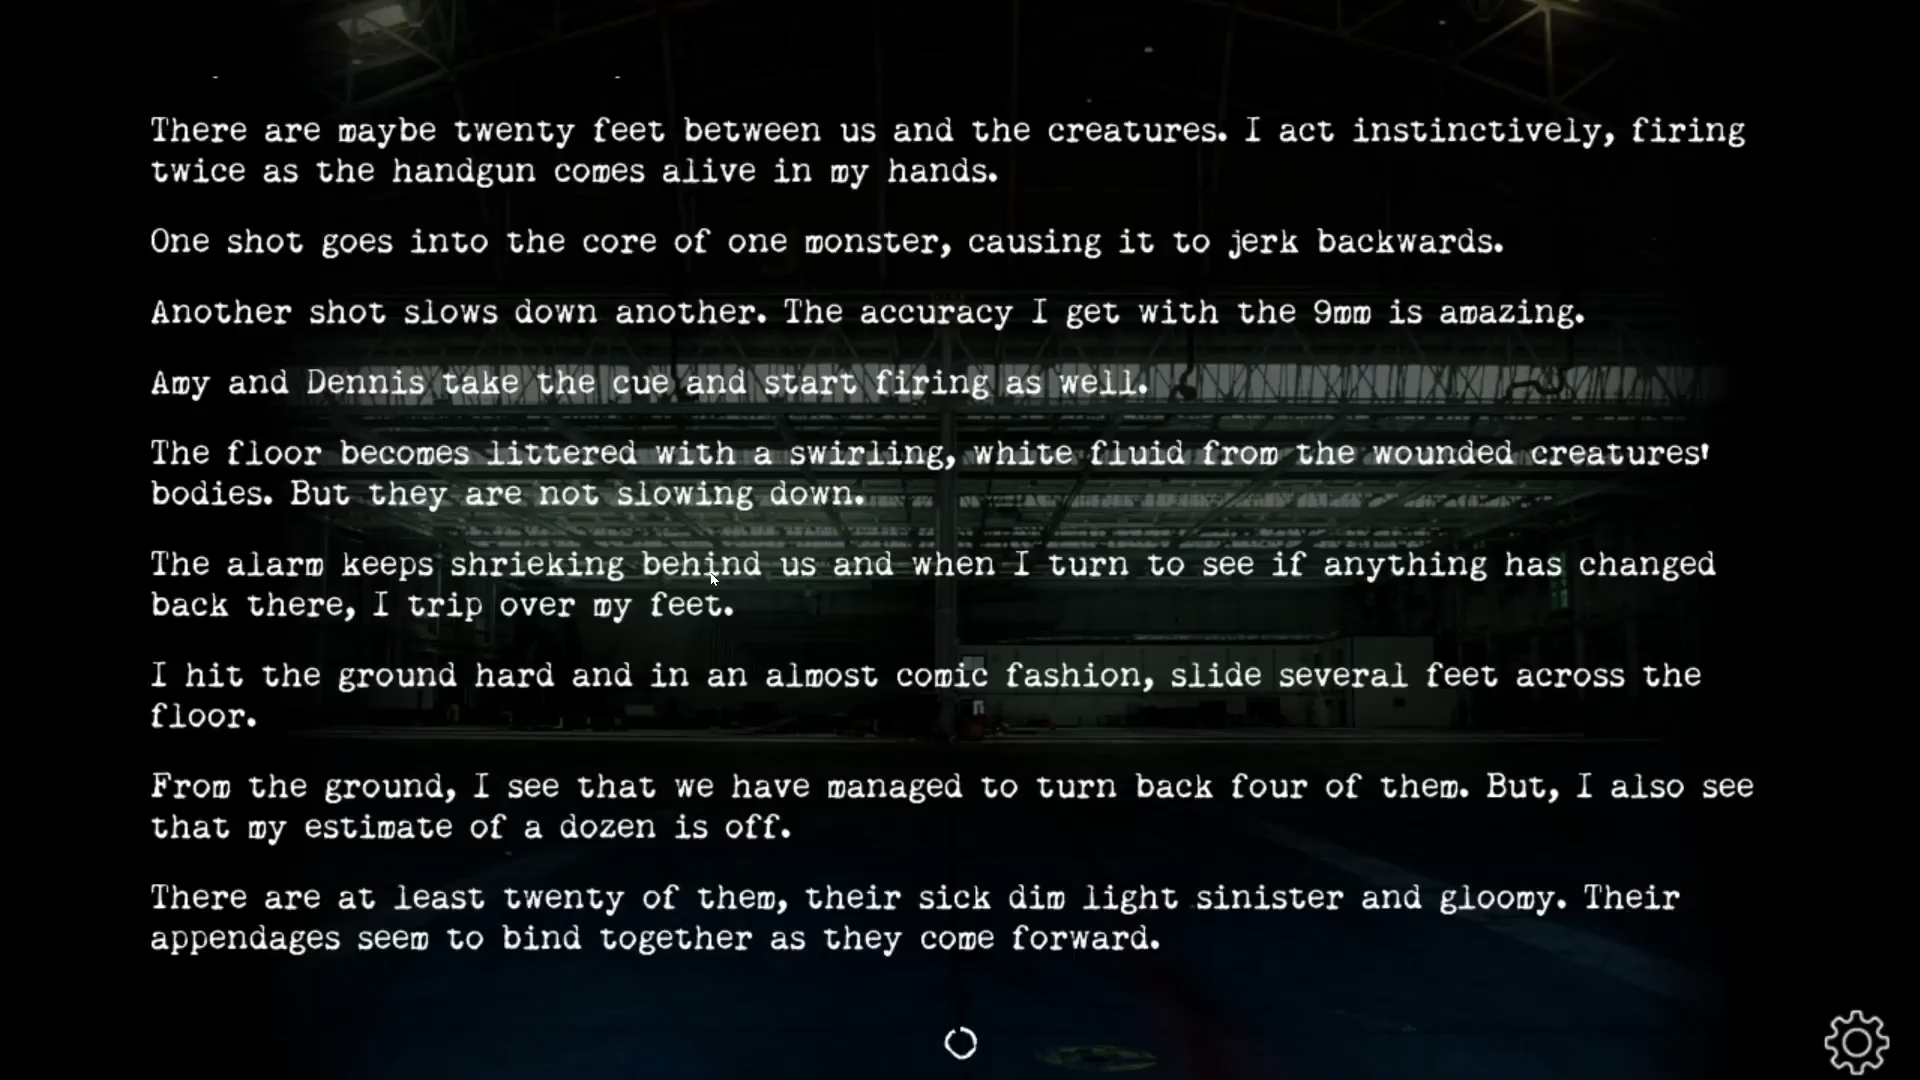 There are maybe twenty feet between us and the creatures. I act instinctively, firing
twice as the handgun comes alive in my hands.
One shot goes into the core of one monster, causing it to jerk backwards.
Another shot slows down another. The accuracy I get with the 9mm is amazing.
Amy and Dennis take the cue and start firing as well.
The floor becomes littered with a swirling, white fluid from the wounded creatures'
bodies. But they are not slowing down.
The alarm keeps shrieking behind us and when I turn to see if anything has changed
back there, I trip over my feet.
I hit the ground hard and in an almost comic fashion, slide several feet across the
floor.
From the ground, I see that we have managed to turn back four of them. But, I also see
that my estimate of a dozen is off.
There are at least twenty of them, their sick dim light sinister and gloomy. Their
appendages seem to bind together as they come forward.